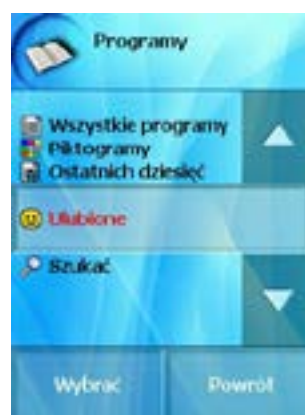 Programy
Wszystkie programy
Piktogramy
Ostatnich dziesięć
Ulubione
Szukać
Wybrać
Powrót